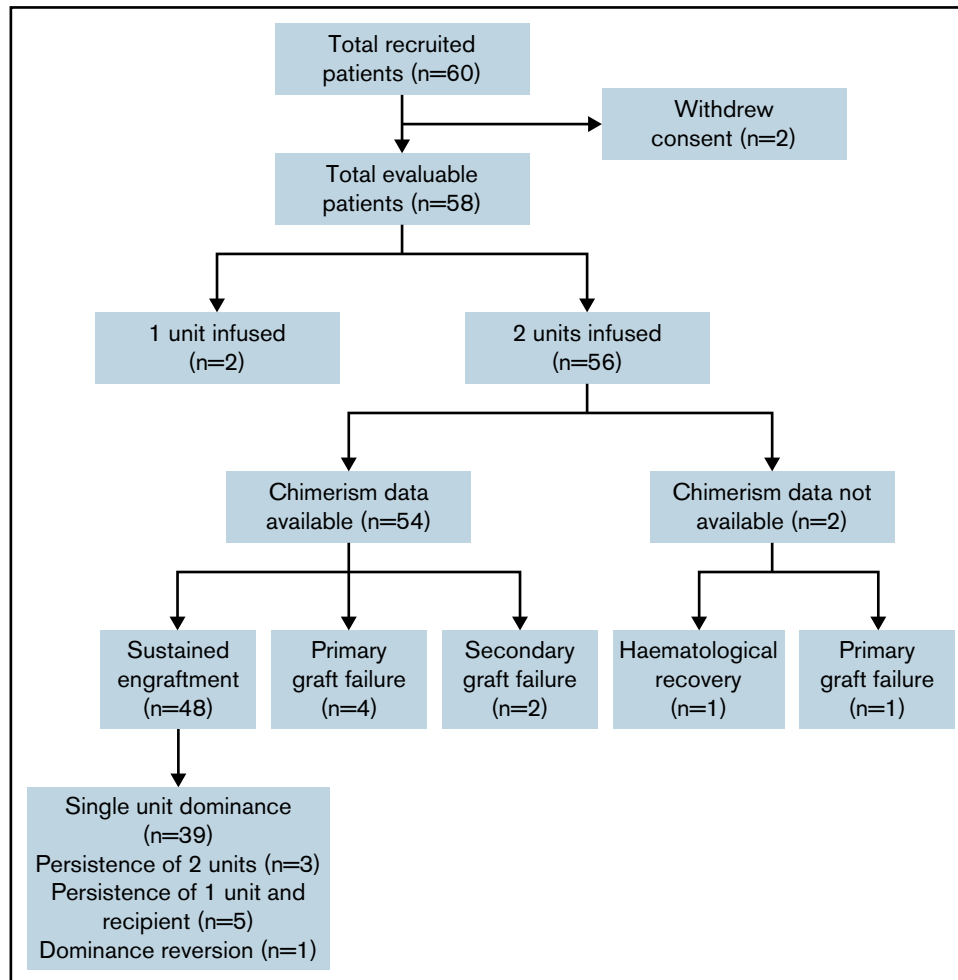 Total recruited
patients (n=60)
Withdrew
consent (n=2)
Total evaluable
patients (n=58)
1 unit infused
(n=2)
2 units infused
(n=56)
Chimerism data
available (n=54)
Chimerism data not
available (n=2)
Sustained
engraftment
(n=48)
Primary
graft failure
(n=4)
Secondary
graft failure
(n=2)
Haematological
recovery
(n=1)
Primary
graft failure
(n=1)
Single unit dominance
(n=39)
Persistence of 2 units (n=3)
Persistence of 1 unit and
recipient (n=5)
Dominance reversion (n=1)